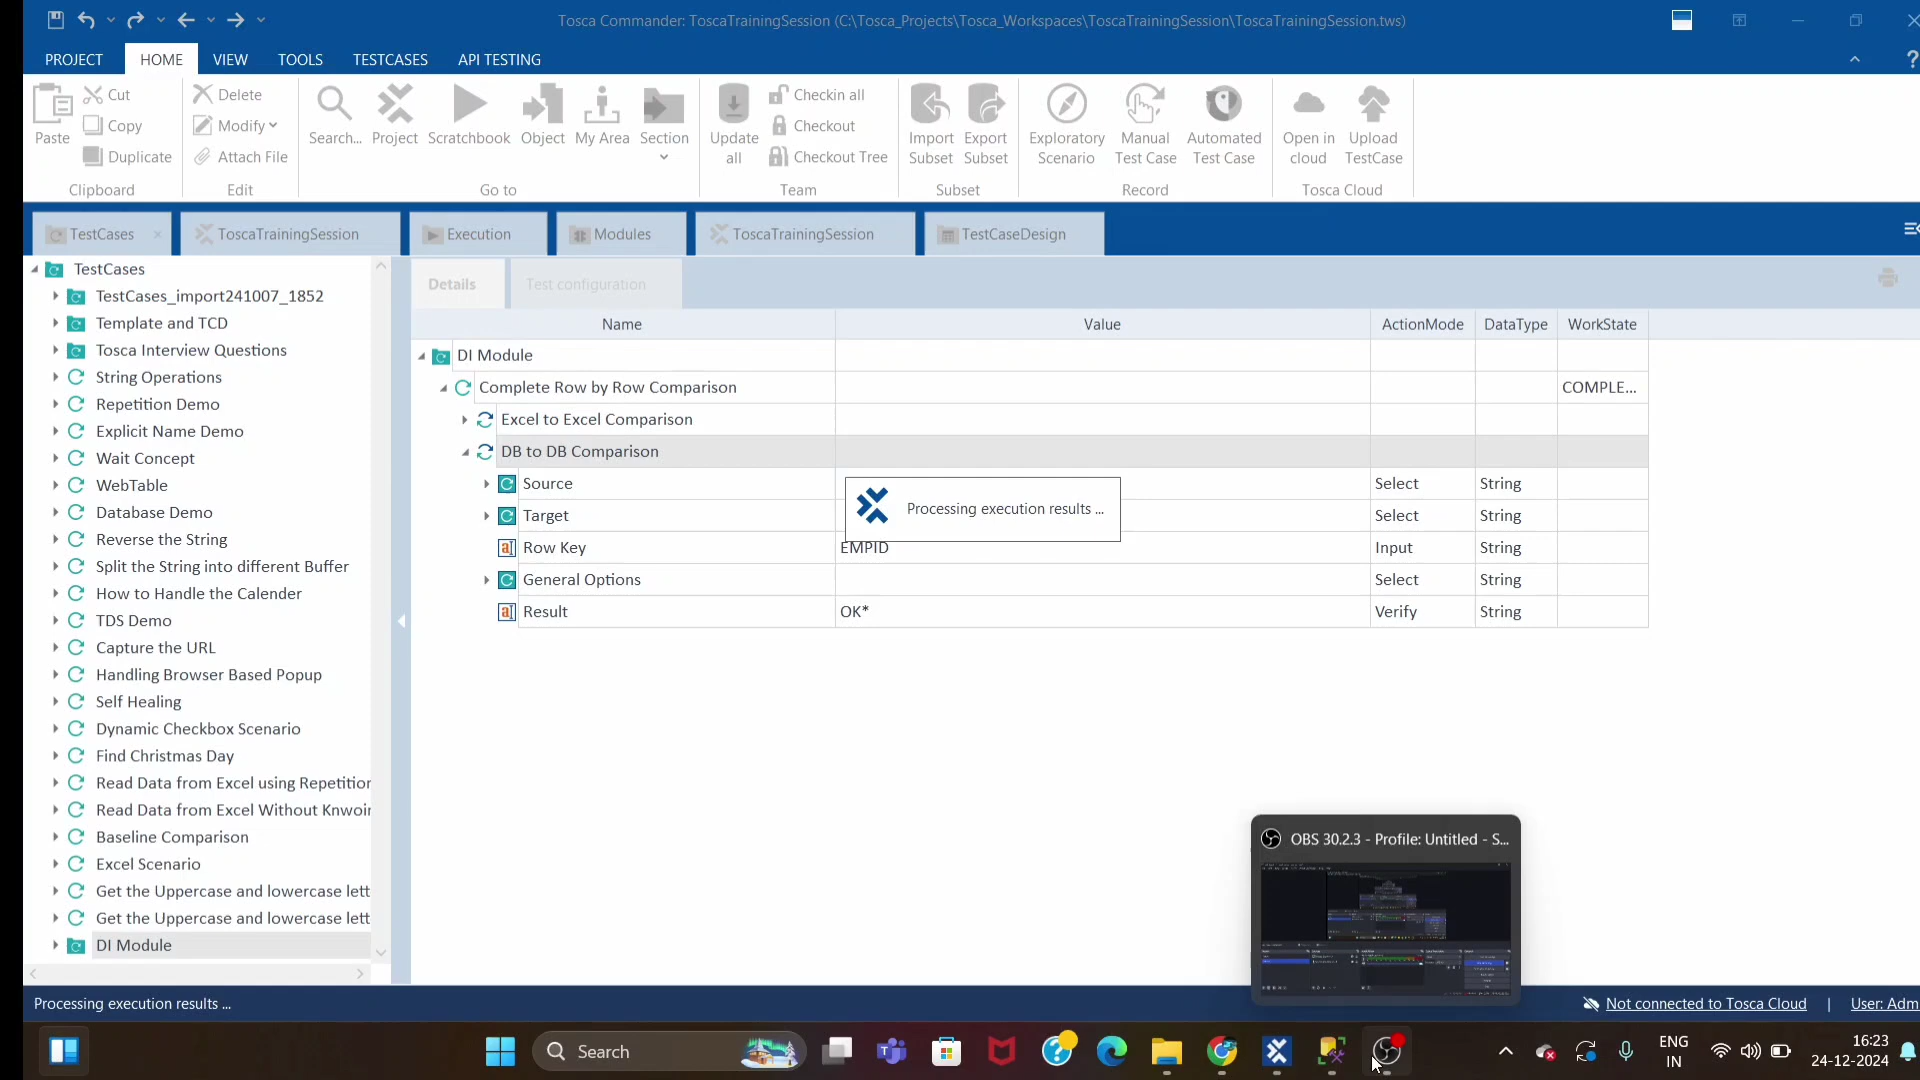 Tosca Commander: ToscaTrainingSession (C:\Tosca_Projects\Tosca_Workspaces\ToscaTrainingSession\ToscaTrainingSession.tws)
PROJECT HOME VIEW TOOLS TESTCASES API TESTING
Paste Cut Copy Duplicate Clipboard
Delete Modify Attach File Edit
Search... Project Scratchbook Object My Area Section Go to
Update all Checkin all Checkout Checkout Tree Team
Import Subset Export Subset Subset
Exploratory Scenario Manual Test Case Automated Test Case Record
Open in cloud Upload TestCase Tosca Cloud
TestCases ToscaTrainingSession Execution Modules ToscaTrainingSession TestCaseDesign
TestCases
TestCases_import241007_1852
Template and TCD
Tosca Interview Questions
String Operations
Repetition Demo
Explicit Name Demo
Wait Concept
WebTable
Database Demo
Reverse the String
Split the String into different Buffer
How to Handle the Calender
TDS Demo
Capture the URL
Handling Browser Based Popup
Self Healing
Dynamic Checkbox Scenario
Find Christmas Day
Read Data from Excel using Repetition
Read Data from Excel Without Knwoir
Baseline Comparison
Excel Scenario
Get the Uppercase and lowercase lett
Get the Uppercase and lowercase lett
DI Module
Details Test configuration
Name Value ActionMode DataType WorkState
DI Module
Complete Row by Row Comparison COMPLE...
Excel to Excel Comparison
DB to DB Comparison
Source Select String
Processing execution results ...
Target Select String
Row Key EMPID Input String
General Options Select String
Result OK* Verify String
OBS 30.2.3 - Profile: Untitled - S...
Processing execution results ...
Not connected to Tosca Cloud | User: Adm
Search
ENG IN
16:23
24-12-2024